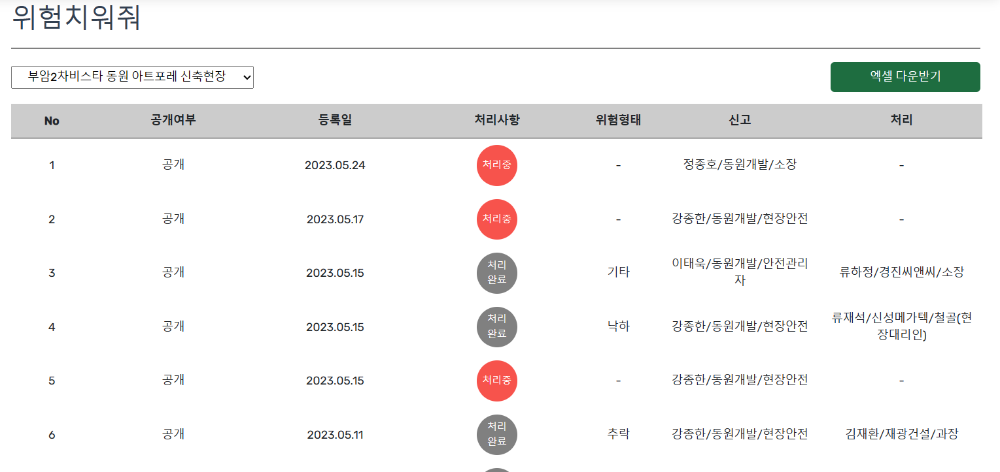 위험치워줘
부암2차비스타 동원 아트포레 신축현장
엑셀 다운받기
No 공개여부 등록일 처리사항 위험형태 신고 처리
1 공개 2023.05.24 처리중 - 정종호/동원개발/소장 -
2 공개 2023.05.17 처리중 - 강종한/동원개발/현장안전 -
3 공개 2023.05.15 처리 완료 기타 이태욱/동원개발/안전관리자 류하정/경진씨앤씨/소장
4 공개 2023.05.15 처리 완료 낙하 강종한/동원개발/현장안전 류재석/신성메가텍/철골(현장대리인)
5 공개 2023.05.15 처리중 - 강종한/동원개발/현장안전 -
6 공개 2023.05.11 처리 완료 추락 강종한/동원개발/현장안전 김재환/재광건설/과장